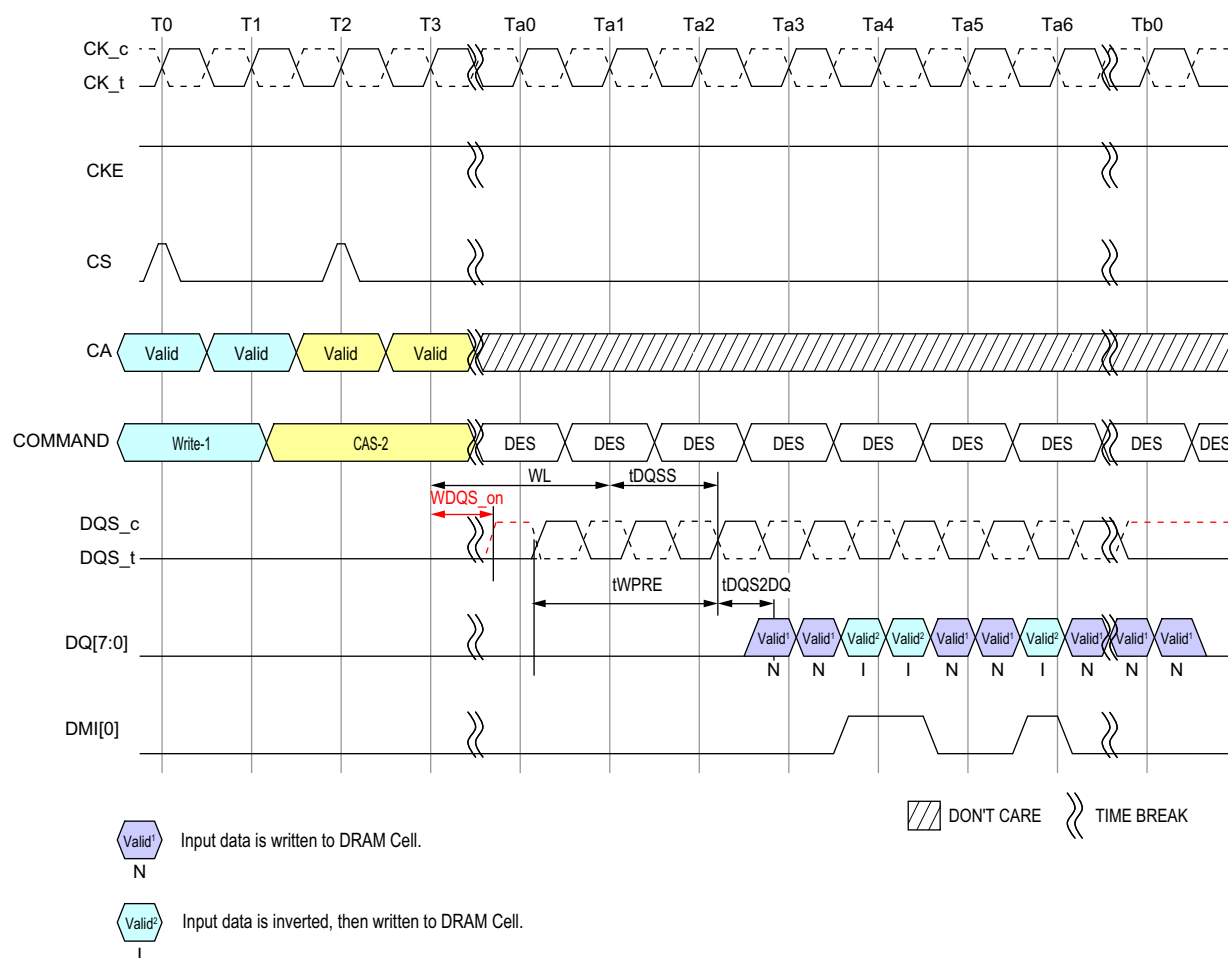 T0 T1 T2 T3 Ta0 Ta1 Ta2 Ta3 Ta4 Ta5 Ta6 Tb0
CK_c
CK_t
CKE
CS
CA Valid Valid Valid Valid
COMMAND Write-1 CAS-2 DES DES DES DES DES DES DES DES DES
WL tDQSS
WDQS_on
DQS_c
DQS_t
tWPRE tDQS2DQ
DQ[7:0] Valid¹ Valid¹ Valid² Valid² Valid¹ Valid¹ Valid² Valid¹ Valid¹ Valid¹
N N I I N N I N N N
DMI[0]
DON'T CARE TIME BREAK
Valid¹ Input data is written to DRAM Cell.
N
Valid² Input data is inverted, then written to DRAM Cell.
I